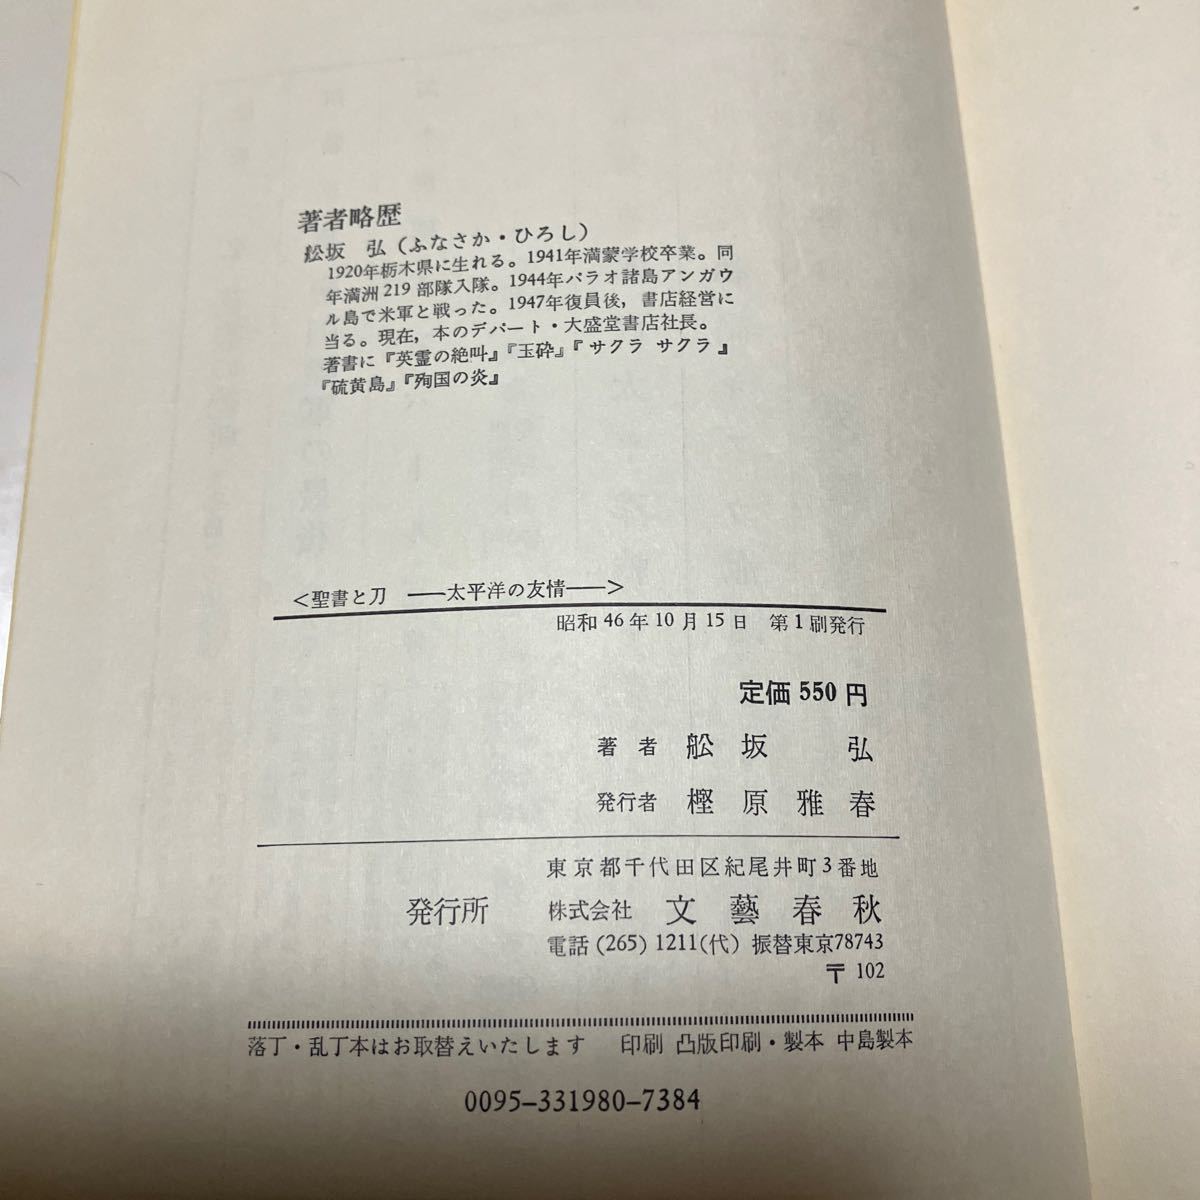 著者略歴
舩坂 弘（ふなさか・ひろし）
1920年栃木県に生れる。1941年満蒙学校卒業。同
年満洲219部隊入隊。1944年パラオ諸島アンガウ
ル島で米軍と戦った。1947年復員後，書店経営に
当る。現在，本のデパート・大盛堂書店社長。
著書に『英霊の絶叫』『玉砕』『サクラ サクラ』
『硫黄島』『殉国の炎』
＜聖書と刀 ――太平洋の友情――＞
昭和46年10月15日 第1刷発行
定価 550円
著者 舩坂 弘
発行者 樫原雅春
東京都千代田区紀尾井町3番地
発行所 株式会社 文藝春秋
電話(265)1211(代) 振替東京78743
〒102
落丁・乱丁本はお取替えいたします 印刷 凸版印刷・製本 中島製本
0095-331980-7384